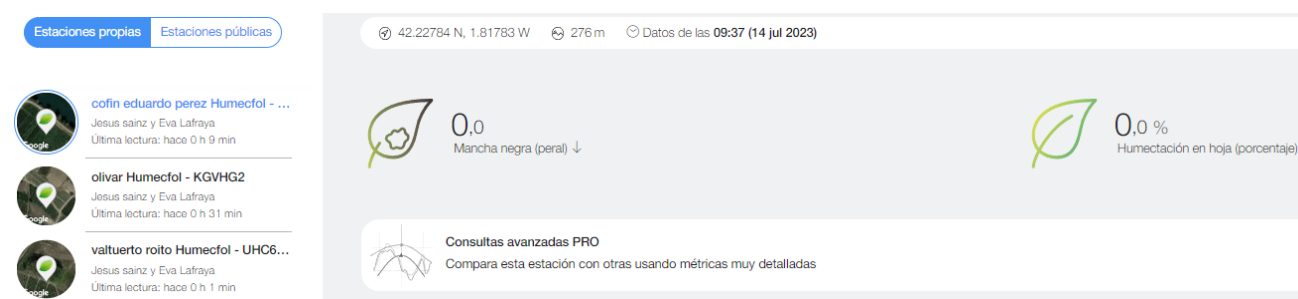 Estaciones propias
Estaciones públicas
cofin eduardo perez Humecfol - ...
Jesus sainz y Eva Lafraya
Última lectura: hace 0 h 9 min
Google
olivar Humecfol - KGVHG2
Jesus sainz y Eva Lafraya
Última lectura: hace 0 h 31 min
Google
valtuerto roito Humecfol - UHC6...
Jesus sainz y Eva Lafraya
Última lectura: hace 0 h 1 min
Google
42.22784 N, 1.81783 W 276 m Datos de las 09:37 (14 jul 2023)
0,0
Mancha negra (peral) ↓
0,0 %
Humectación en hoja (porcentaje)
Consultas avanzadas PRO
Compara esta estación con otras usando métricas muy detalladas